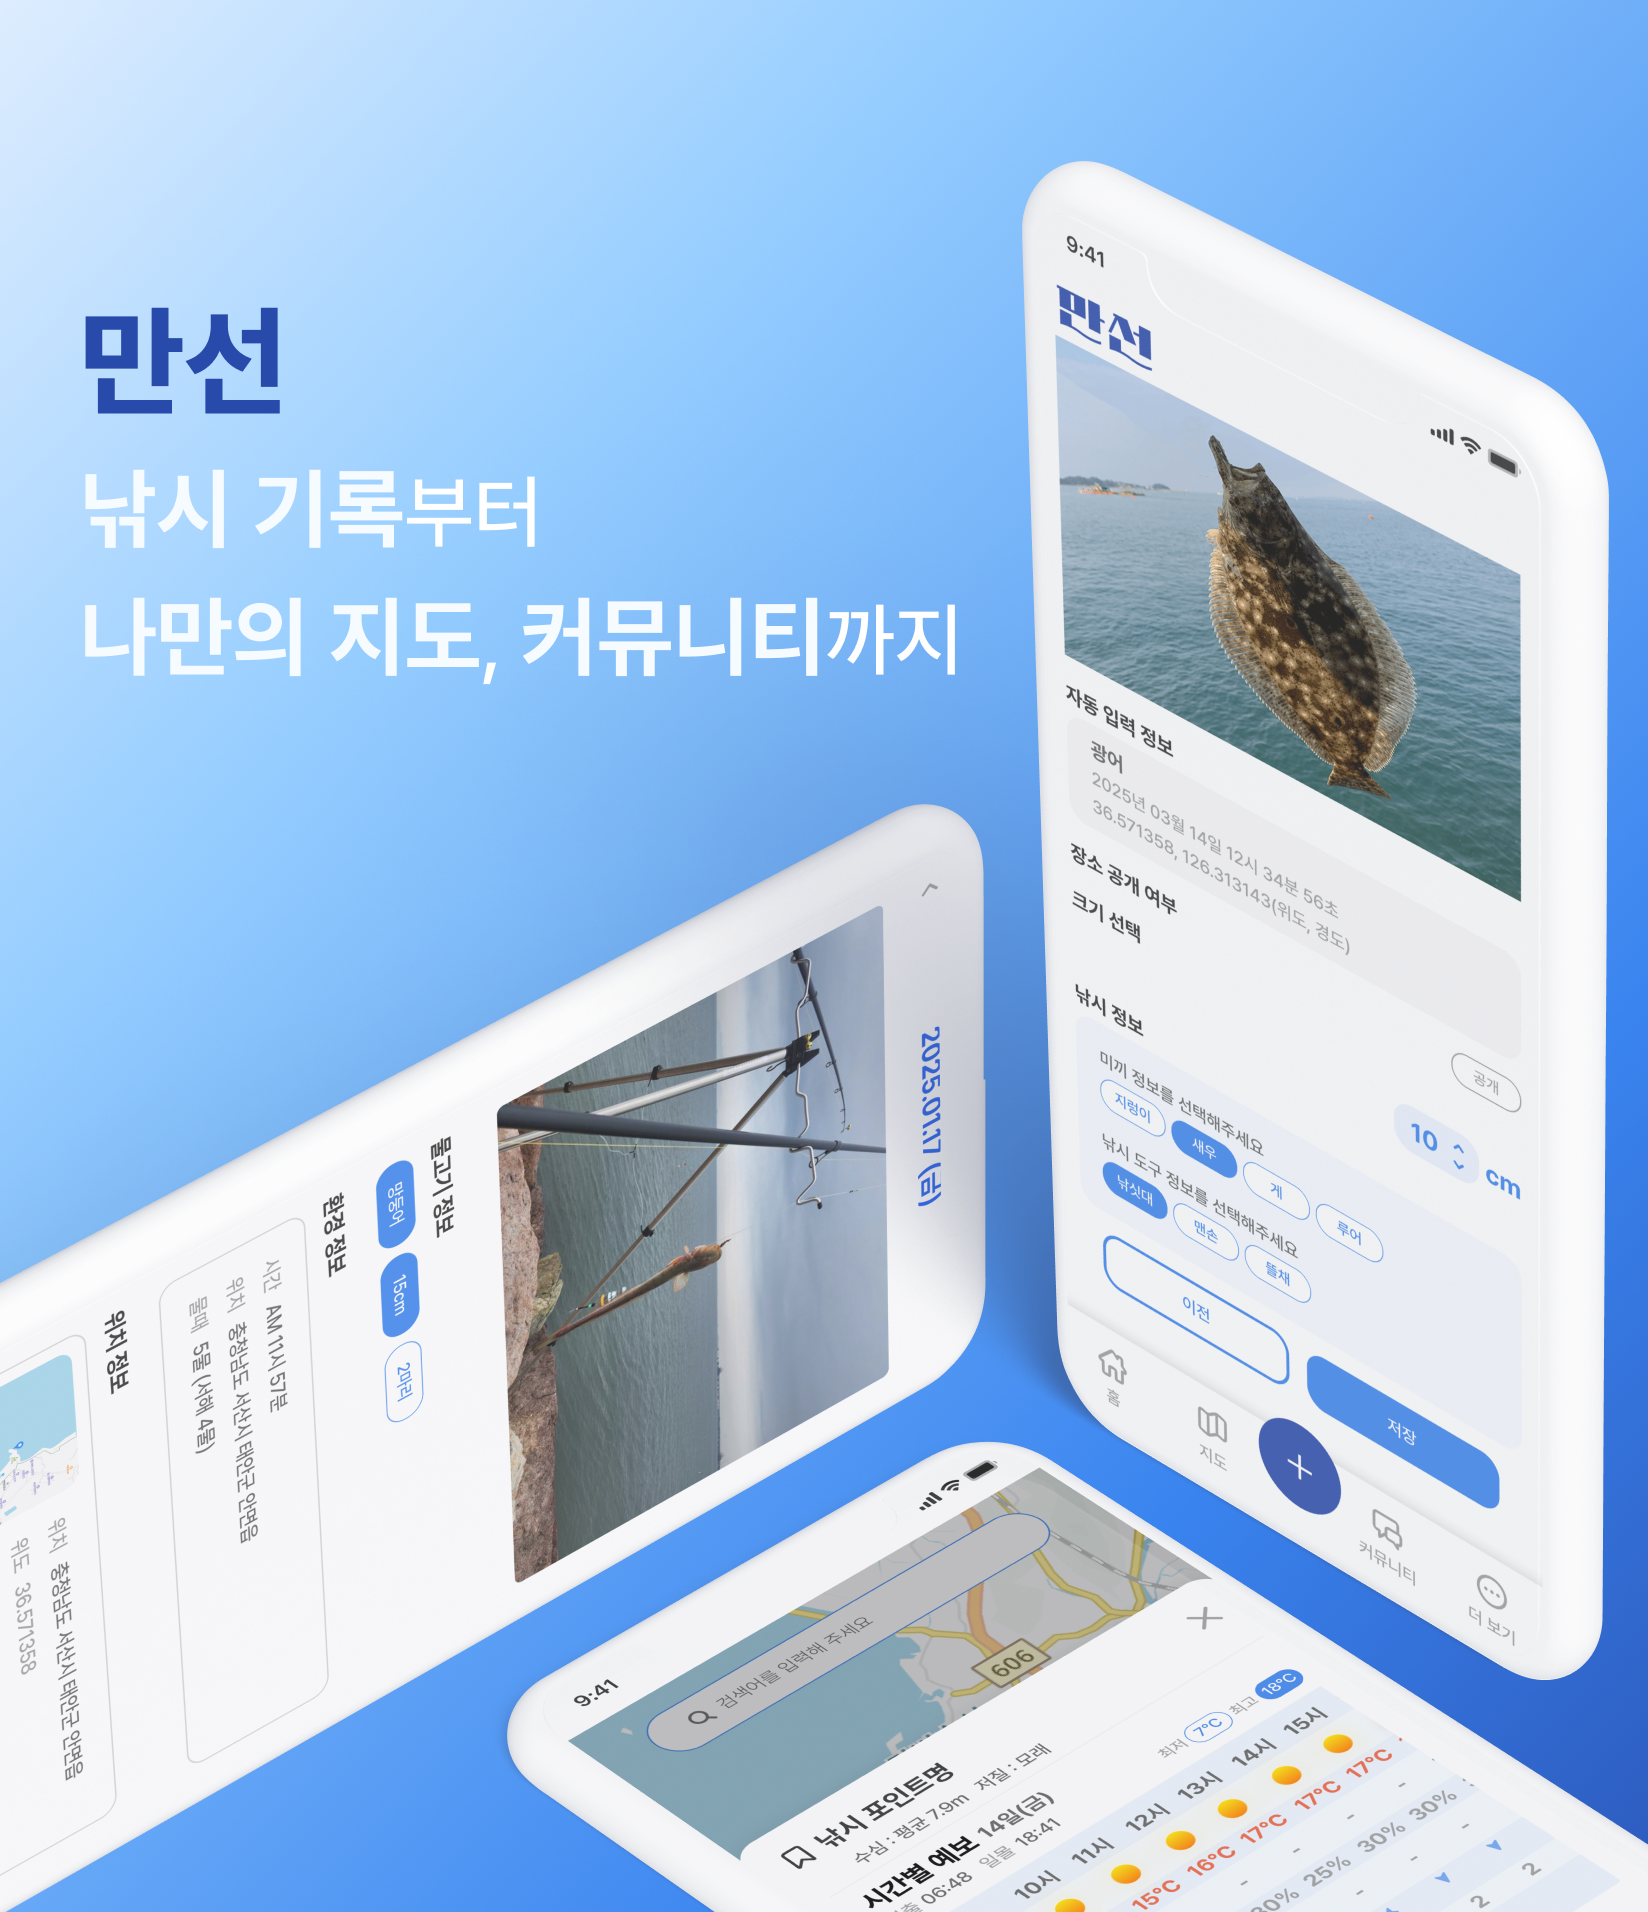 만선
낚시 기록부터
나만의 지도, 커뮤니티까지
9:41
만선
자동 입력 정보
광어
2025년 03월 14일 12시 34분 56초
36.571358, 126.313143(위도, 경도)
장소 공개 여부
공개
크기 선택
10 cm
낚시 정보
미끼 정보를 선택해주세요
지렁이 새우 게 루어
낚시 도구 정보를 선택해주세요
낚싯대 맨손 뜰채
이전 저장
홈 지도 + 커뮤니티 더 보기
2025.01.17 (금)
물고기 정보
망둥어 15cm 2마리
환경 정보
시간 AM 11시 57분
위치 충청남도 서산시 태안군 안면읍
물때 5물 (서해 4물)
위치 정보
위치 충청남도 서산시 태안군 안면읍
위도 36.571358
9:41
검색어를 입력해 주세요
606
낚시 포인트명
수심 : 평균 7.9m 저질 : 모래
시간별 예보 14일(금)
06:48 일몰 18:41
최저 7°C 최고 18°C
10시 11시 12시 13시 14시 15시
15°C 16°C 17°C 17°C 17°C
- - - -
30% 25% 30% 30%
- - -
2 2